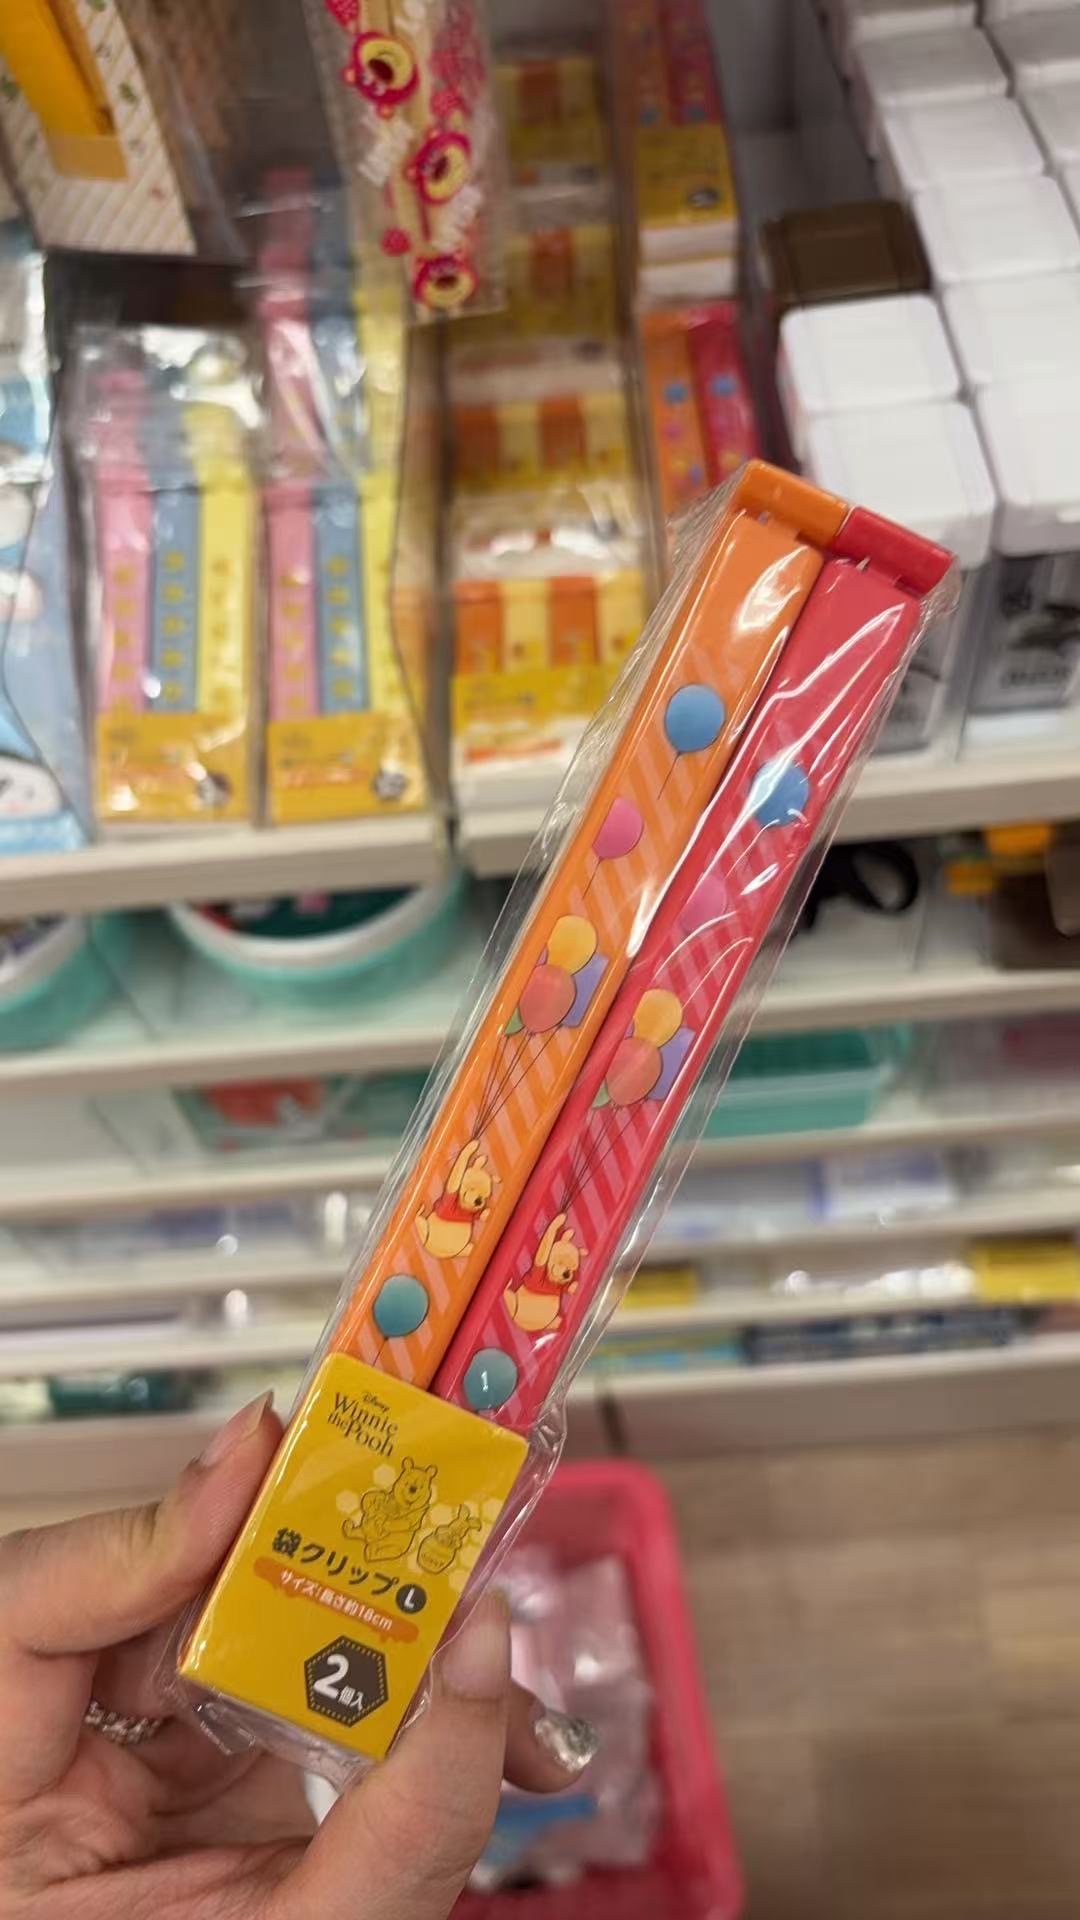 Disney
Winnie
the Pooh
袋クリップ L
サイズ:長さ約18cm
2個入